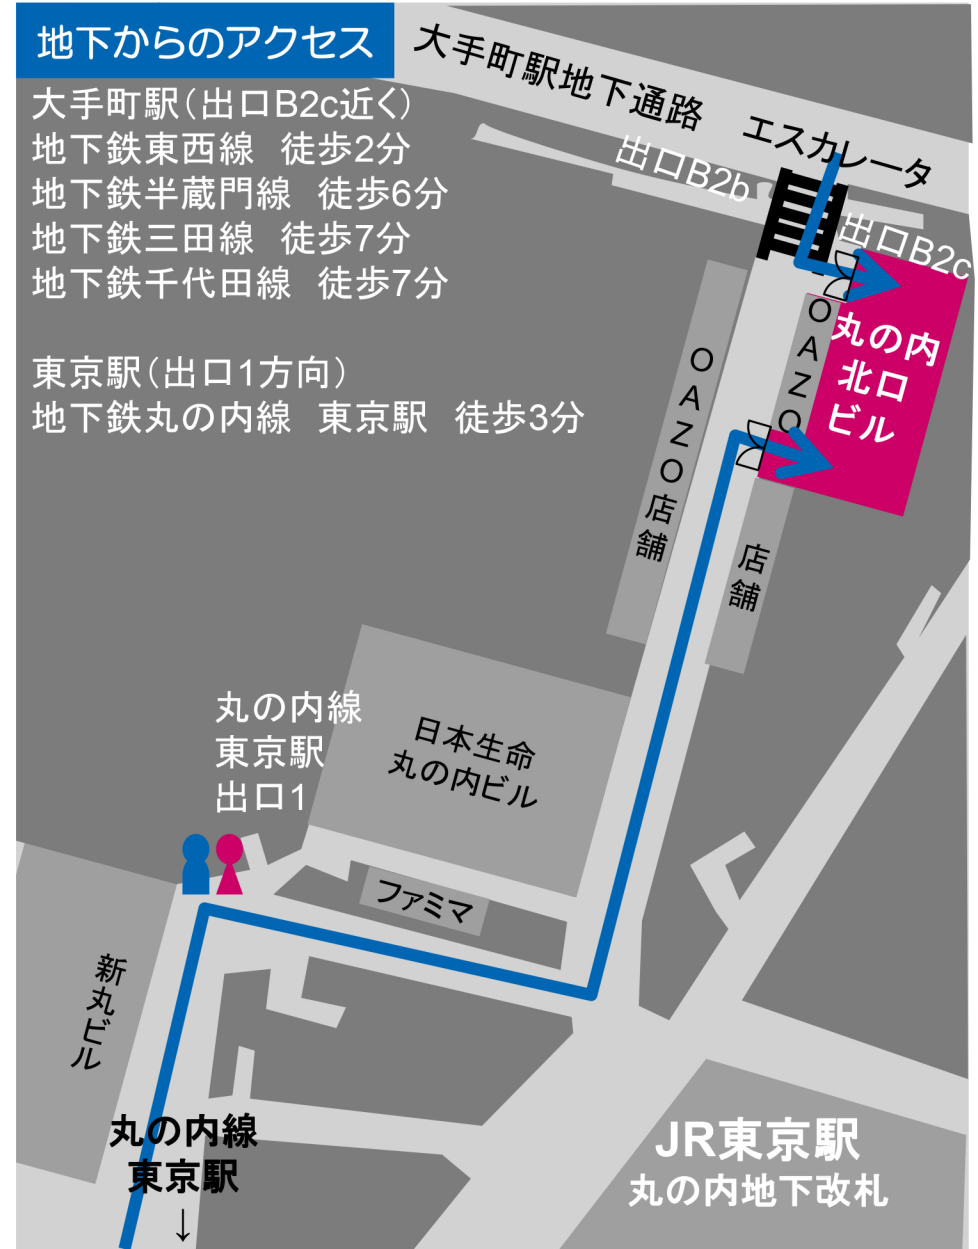 地下からのアクセス
大手町駅(出口B2c近く)
地下鉄東西線　徒歩2分
地下鉄半蔵門線　徒歩6分
地下鉄三田線　徒歩7分
地下鉄千代田線　徒歩7分
東京駅(出口1方向)
地下鉄丸の内線　東京駅　徒歩3分
大手町駅地下通路
エスカレータ
出口B2b
出口B2c
丸の内
北口
ビル
OAZO店舗
OAZO
店舗
丸の内線
東京駅
出口1
日本生命
丸の内ビル
ファミマ
新丸ビル
丸の内線
東京駅
↓
JR東京駅
丸の内地下改札